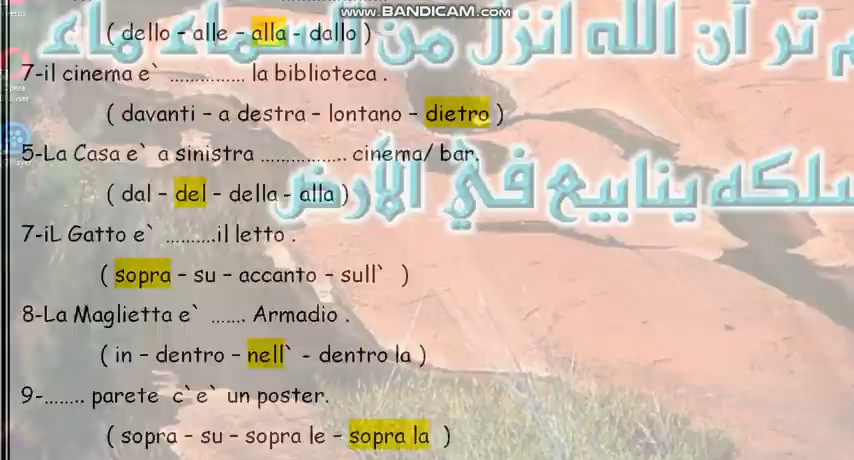 www.BANDICAM.com
( dello - alle - alla - dallo )
م تر أن الله انزل من السماء ماء
7-il cinema e` ............... la biblioteca .
( davanti - a destra - lontano - dietro )
5-La Casa e` a sinistra ................. cinema/ bar.
( dal - del - della - alla )
سلكه ينابيع في الأرض
7-iL Gatto e` ..........il letto .
( sopra - su - accanto - sull` )
8-La Maglietta e` ....... Armadio .
( in - dentro - nell` - dentro la )
9-........ parete c`e` un poster.
( sopra - su - sopra le - sopra la )